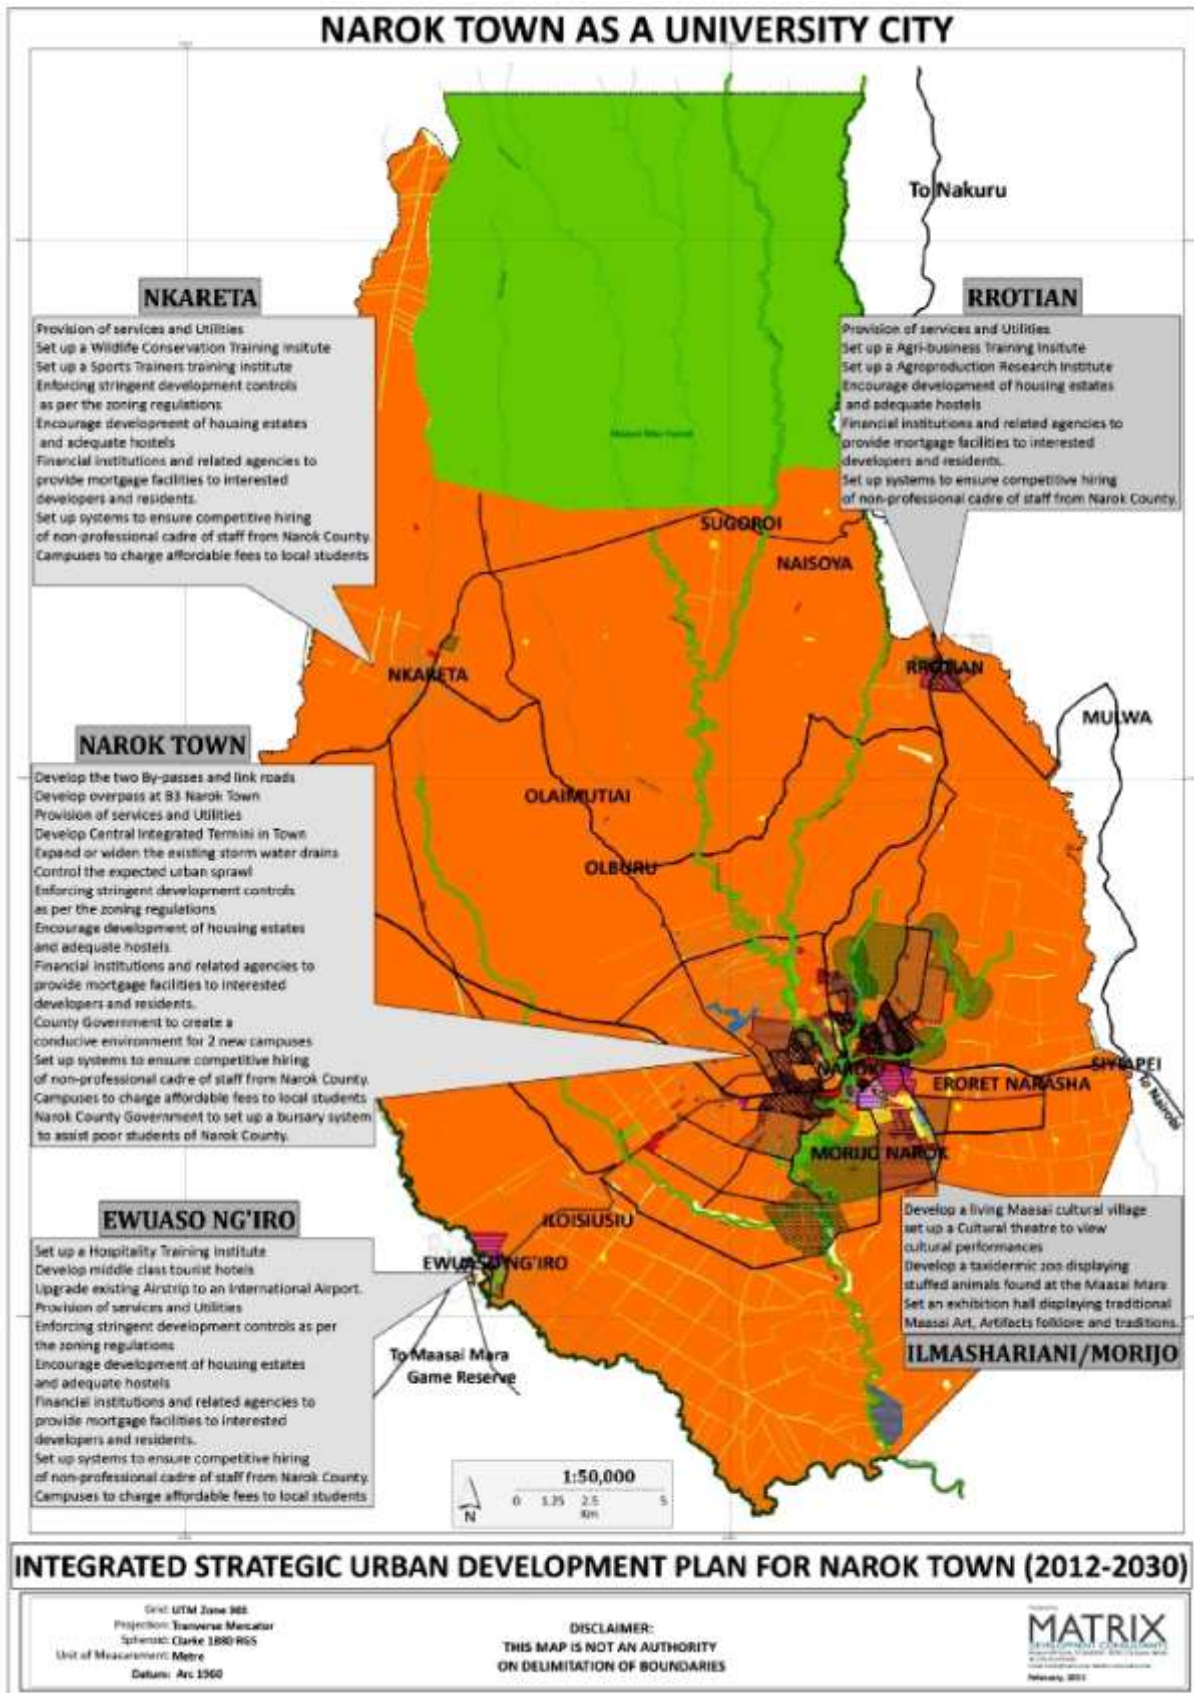 NAROK TOWN AS A UNIVERSITY CITY
To Nakuru
NKARETA
Provision of services and Utilities
Set up a Wildlife Conservation Training Insitute
Set up a Sports Trainers training institute
Enforcing stringent development controls
as per the zoning regulations
Encourage development of housing estates
and adequate hostels
Financial institutions and related agencies to
provide mortgage facilities to interested
developers and residents.
Set up systems to ensure competitive hiring
of non-professional cadre of staff from Narok County.
Campuses to charge affordable fees to local students
RROTIAN
Provision of services and Utilities
Set up a Agri-business Training Insitute
Set up a Agroproduction Research Institute
Encourage development of housing estates
and adequate hostels
Financial institutions and related agencies to
provide mortgage facilities to interested
developers and residents.
Set up systems to ensure competitive hiring
of non-professional cadre of staff from Narok County.
SUGOROI
NAISOYA
NKARETA
RROTIAN
MULWA
NAROK TOWN
Develop the two By-passes and link roads
Develop overpass at B3 Narok Town
Provision of services and Utilities
Develop Central Integrated Termini in Town
Expand or widen the existing storm water drains
Control the expected urban sprawl
Enforcing stringent development controls
as per the zoning regulations
Encourage development of housing estates
and adequate hostels
Financial institutions and related agencies to
provide mortgage facilities to interested
developers and residents.
County Government to create a
conducive environment for 2 new campuses
Set up systems to ensure competitive hiring
of non-professional cadre of staff from Narok County.
Campuses to charge affordable fees to local students
Narok County Government to set up a bursary system
to assist poor students of Narok County.
OLAIMUTIAI
OLBURU
NAROK
SIYIAPEI
ERORET NARASHA
To Nairobi
MORIJO NAROK
EWUASO NG'IRO
Set up a Hospitality Training Institute
Develop middle class tourist hotels
Upgrade existing Airstrip to an International Airport.
Provision of services and Utilities
Enforcing stringent development controls as per
the zoning regulations
Encourage development of housing estates
and adequate hostels
Financial institutions and related agencies to
provide mortgage facilities to interested
developers and residents.
Set up systems to ensure competitive hiring
of non-professional cadre of staff from Narok County.
Campuses to charge affordable fees to local students
ILOISIUSIU
EWUASO NG'IRO
To Maasai Mara
Game Reserve
Develop a living Maasai cultural village
set up a Cultural theatre to view
cultural performances
Develop a taxidermic zoo displaying
stuffed animals found at the Maasai Mara
Set an exhibition hall displaying traditional
Maasai Art, Artifacts folklore and traditions.
ILMASHARIANI/MORIJO
1:50,000
0 1.25 2.5 5
Km
N
INTEGRATED STRATEGIC URBAN DEVELOPMENT PLAN FOR NAROK TOWN (2012-2030)
Grid: UTM Zone
Projection: Tranverse Mercator
Spheroid: Clarke 1880 RGS
Unit of Measurement: Metre
Datum: Arc 1960
DISCLAIMER:
THIS MAP IS NOT AN AUTHORITY
ON DELIMITATION OF BOUNDARIES
MATRIX
DEVELOPMENT CONSULTANTS